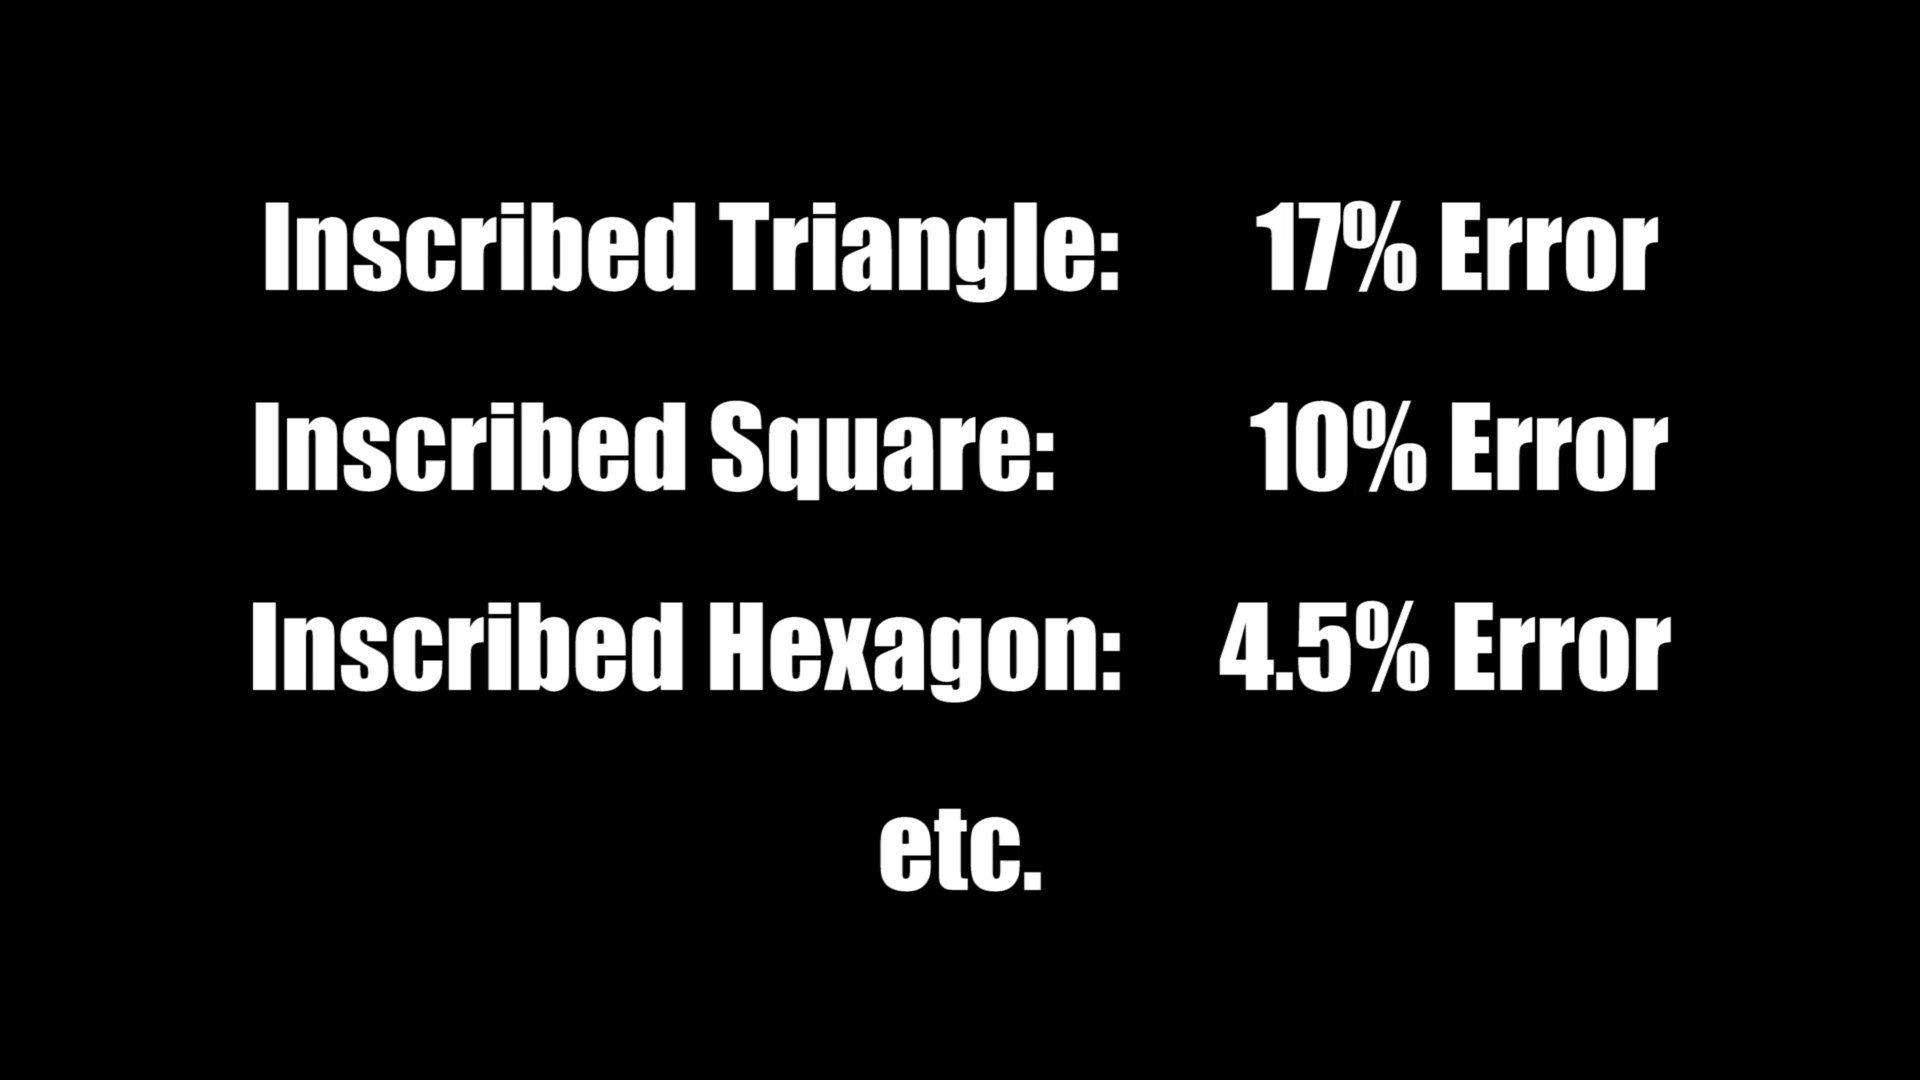 Inscribed Triangle: 17% Error
Inscribed Square: 10% Error
Inscribed Hexagon: 4.5% Error
etc.